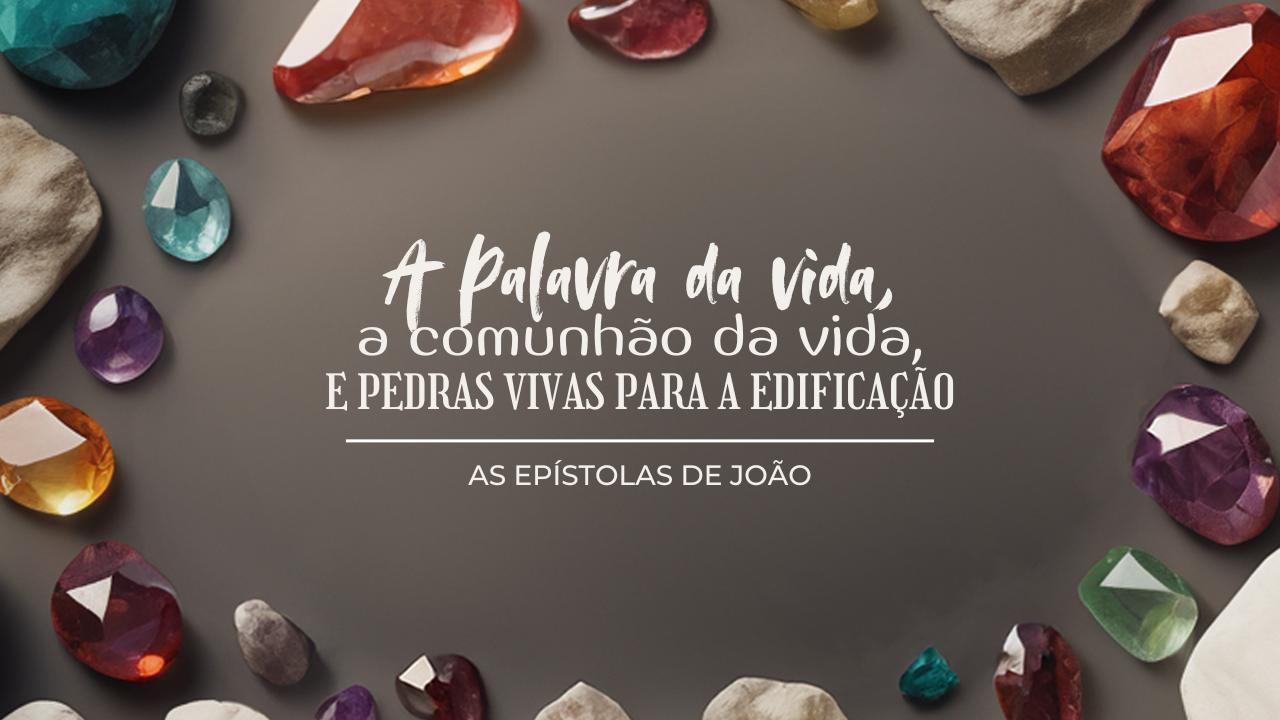 A Palavra da vida,
a comunhão da vida,
E PEDRAS VIVAS PARA A EDIFICAÇÃO
AS EPÍSTOLAS DE JOÃO